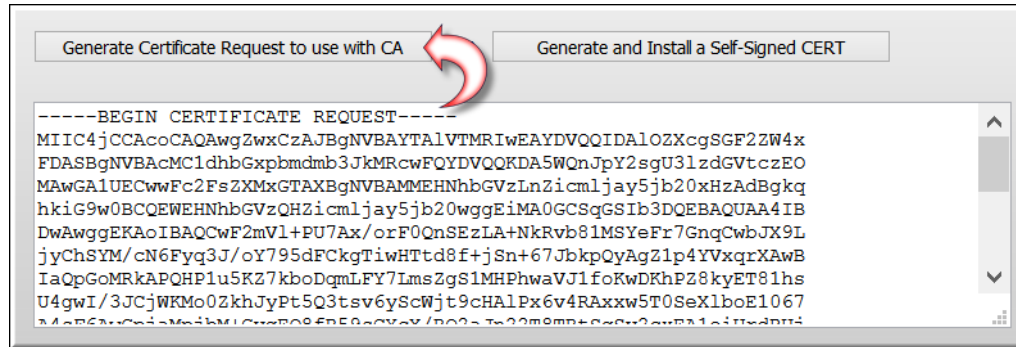 Generate Certificate Request to use with CA
Generate and Install a Self-Signed CERT
-----BEGIN CERTIFICATE REQUEST-----
MIIC4jCCAcoCAQAwgZwxCzAJBgNVBAYTAlVTMRIwEAYDVQQIDAlOZXcgSGF2ZW4x
FDASBgNVBAcMC1dhbGxpbmdmb3JkMRcwFQYDVQQKDA5WQnJpY2sgU3lzdGVtczEO
MAwGA1UECwwFc2FsZXMxGTAXBgNVBAMMEHNhbGVzLnZicmljay5jb20xHzAdBgkq
hkiG9w0BCQEWEHNhbGVzQHZicmljay5jb20wggEiMA0GCSqGSIb3DQEBAQUAA4IB
DwAwggEKAoIBAQCwF2mVl+PU7Ax/orF0QnSEzLA+NkRvb81MSYeFr7GnqCwbJX9L
jyChSYM/cN6Fyq3J/oY795dFCkgTiwHTtd8f+jSn+67JbkpQyAgZ1p4YVxqrXAwB
IaQpGoMRkAPQHP1u5KZ7kboDqmLFY7LmsZgS1MHPhwaVJ1foKwDKhPZ8kyET81hs
U4gwI/3JCjWKMo0ZkhJyPt5Q3tsv6yScWjt9cHAlPx6v4RAxxw5T0SeXlboE1067